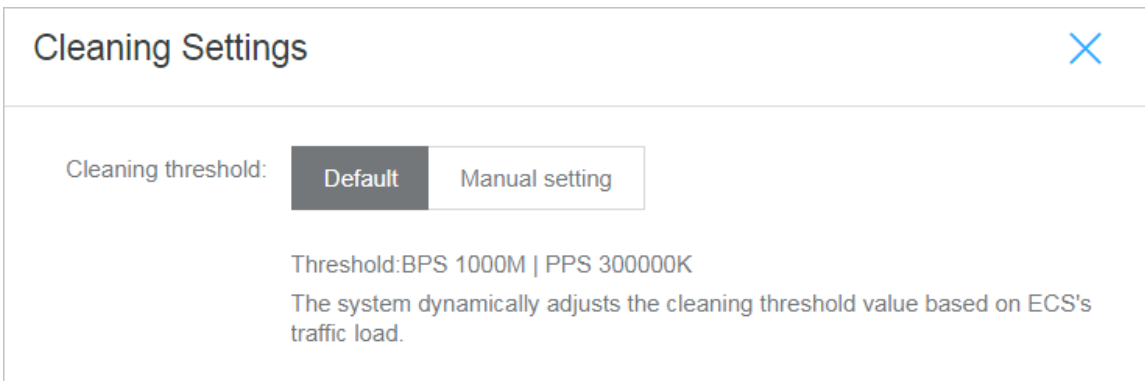 Cleaning Settings
Cleaning threshold: Default Manual setting
Threshold:BPS 1000M | PPS 300000K
The system dynamically adjusts the cleaning threshold value based on ECS's
traffic load.